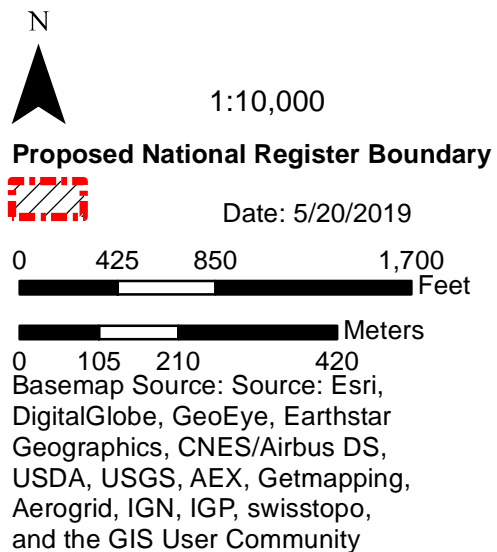 N
1:10,000
Proposed National Register Boundary
Date: 5/20/2019
0 425 850 1,700
Feet
Meters
0 105 210 420
Basemap Source: Source: Esri,
DigitalGlobe, GeoEye, Earthstar
Geographics, CNES/Airbus DS,
USDA, USGS, AEX, Getmapping,
Aerogrid, IGN, IGP, swisstopo,
and the GIS User Community